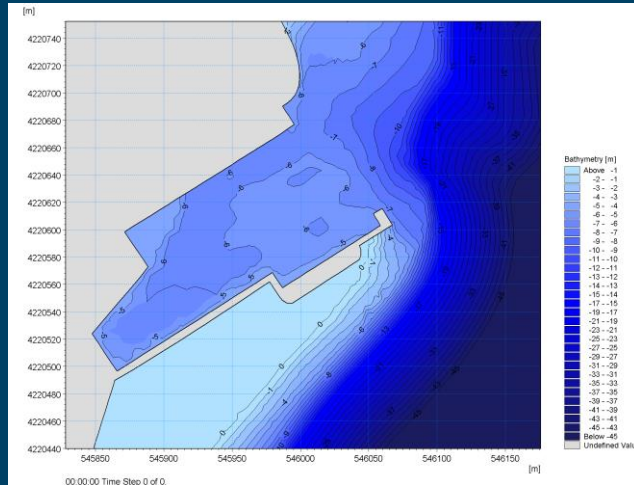 [m]
4220740
4220720
4220700
4220680
4220660
4220640
4220620
4220600
4220580
4220560
4220540
4220520
4220500
4220480
4220460
4220440
545850 545900 545950 546000 546050 546100 546150
[m]
00:00:00 Time Step 0 of 0.
Bathymetry [m]
Above -1
-2 - -1
-3 - -2
-4 - -3
-5 - -4
-6 - -5
-7 - -6
-8 - -7
-9 - -8
-10 - -9
-11 - -10
-12 - -11
-13 - -12
-14 - -13
-15 - -14
-17 - -15
-19 - -17
-21 - -19
-23 - -21
-25 - -23
-27 - -25
-29 - -27
-31 - -29
-33 - -31
-35 - -33
-37 - -35
-39 - -37
-41 - -39
-43 - -41
-45 - -43
Below -45
Undefined Valu